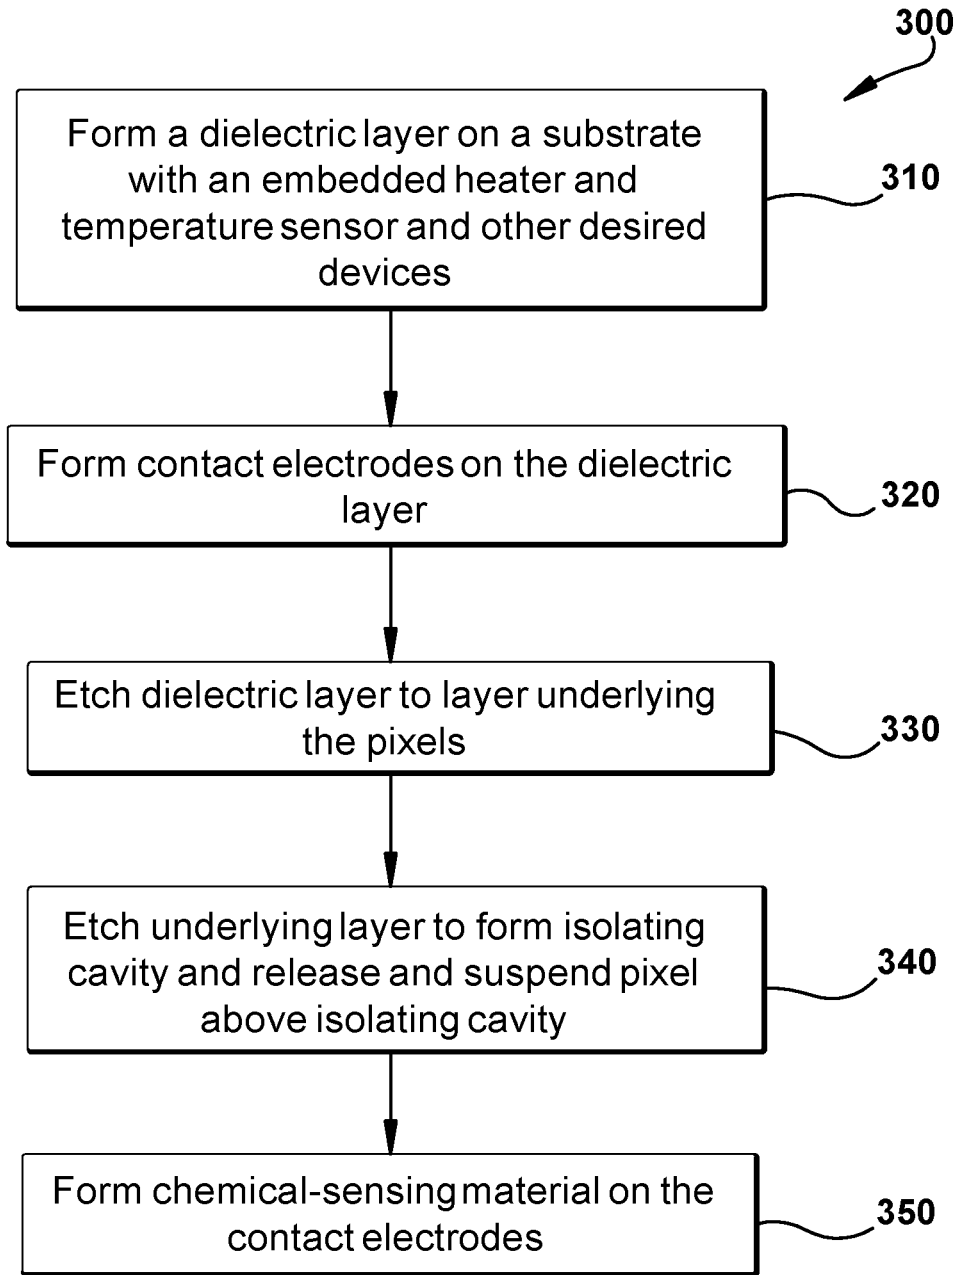 300
Form a dielectric layer on a substrate
with an embedded heater and
temperature sensor and other desired
devices
310
Form contact electrodes on the dielectric
layer
320
Etch dielectric layer to layer underlying
the pixels
330
Etch underlying layer to form isolating
cavity and release and suspend pixel
above isolating cavity
340
Form chemical-sensing material on the
contact electrodes
350